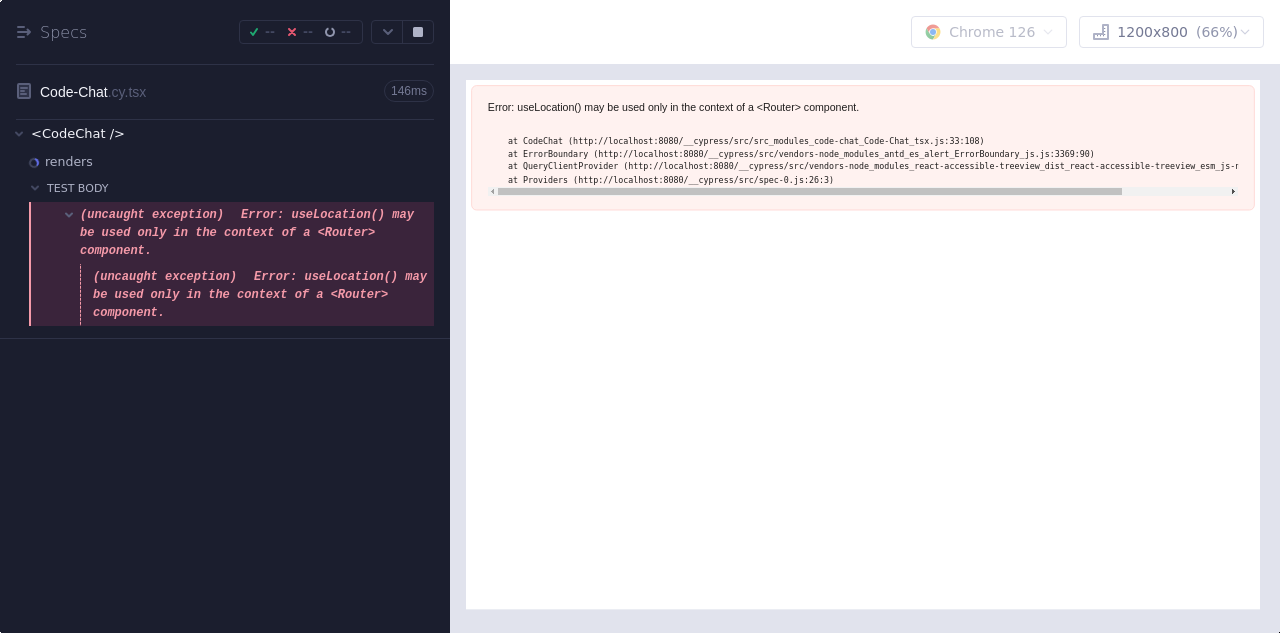 Specs
-- -- --
Code-Chat.cy.tsx 146ms
<CodeChat />
renders
TEST BODY
(uncaught exception) Error: useLocation() may
be used only in the context of a <Router>
component.
(uncaught exception) Error: useLocation() may
be used only in the context of a <Router>
component.
Chrome 126
1200x800 (66%)
Error: useLocation() may be used only in the context of a <Router> component.
at CodeChat (http://localhost:8080/__cypress/src/src_modules_code-chat_Code-Chat_tsx.js:33:108)
at ErrorBoundary (http://localhost:8080/__cypress/src/vendors-node_modules_antd_es_alert_ErrorBoundary_js.js:3369:90)
at QueryClientProvider (http://localhost:8080/__cypress/src/vendors-node_modules_react-accessible-treeview_dist_react-accessible-treeview_esm_js-n
at Providers (http://localhost:8080/__cypress/src/spec-0.js:26:3)